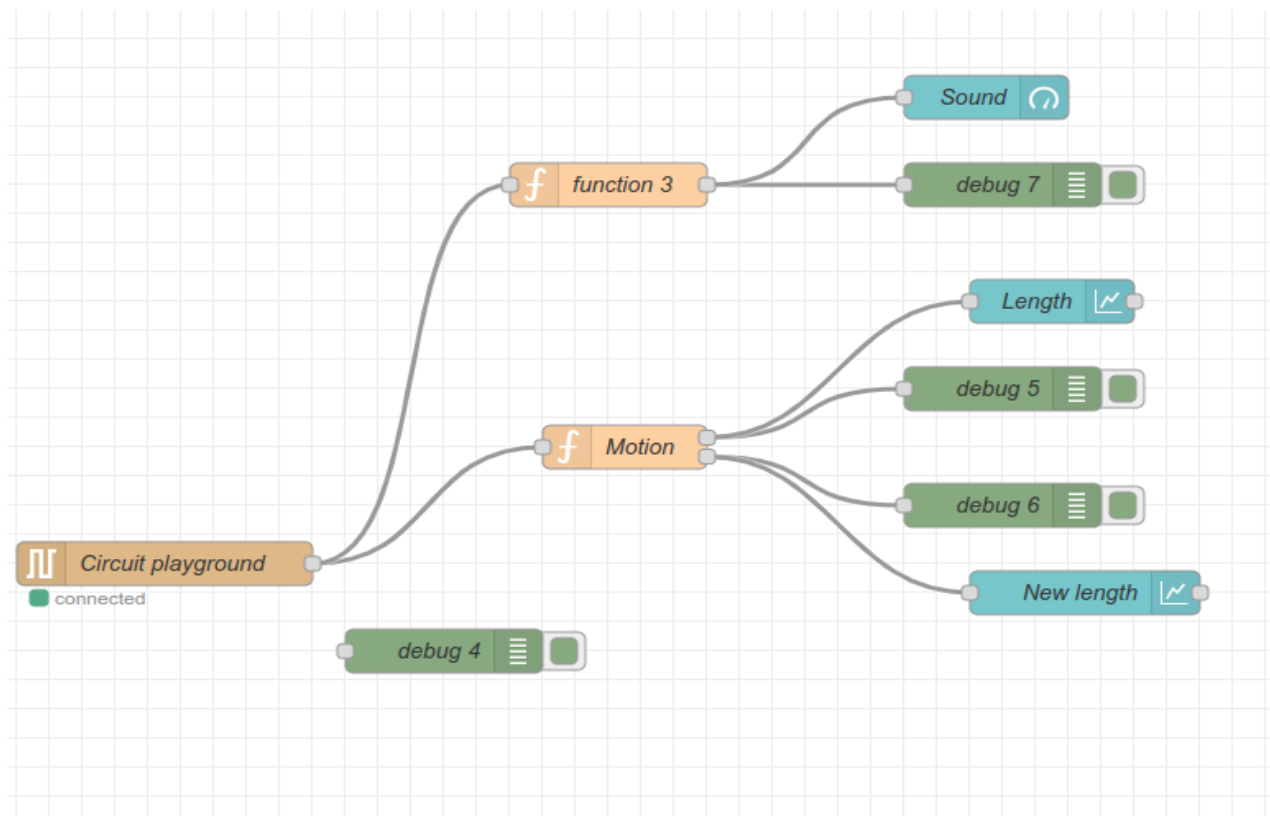 Sound
function 3
debug 7
Length
debug 5
Motion
debug 6
Circuit playground
connected
New length
debug 4